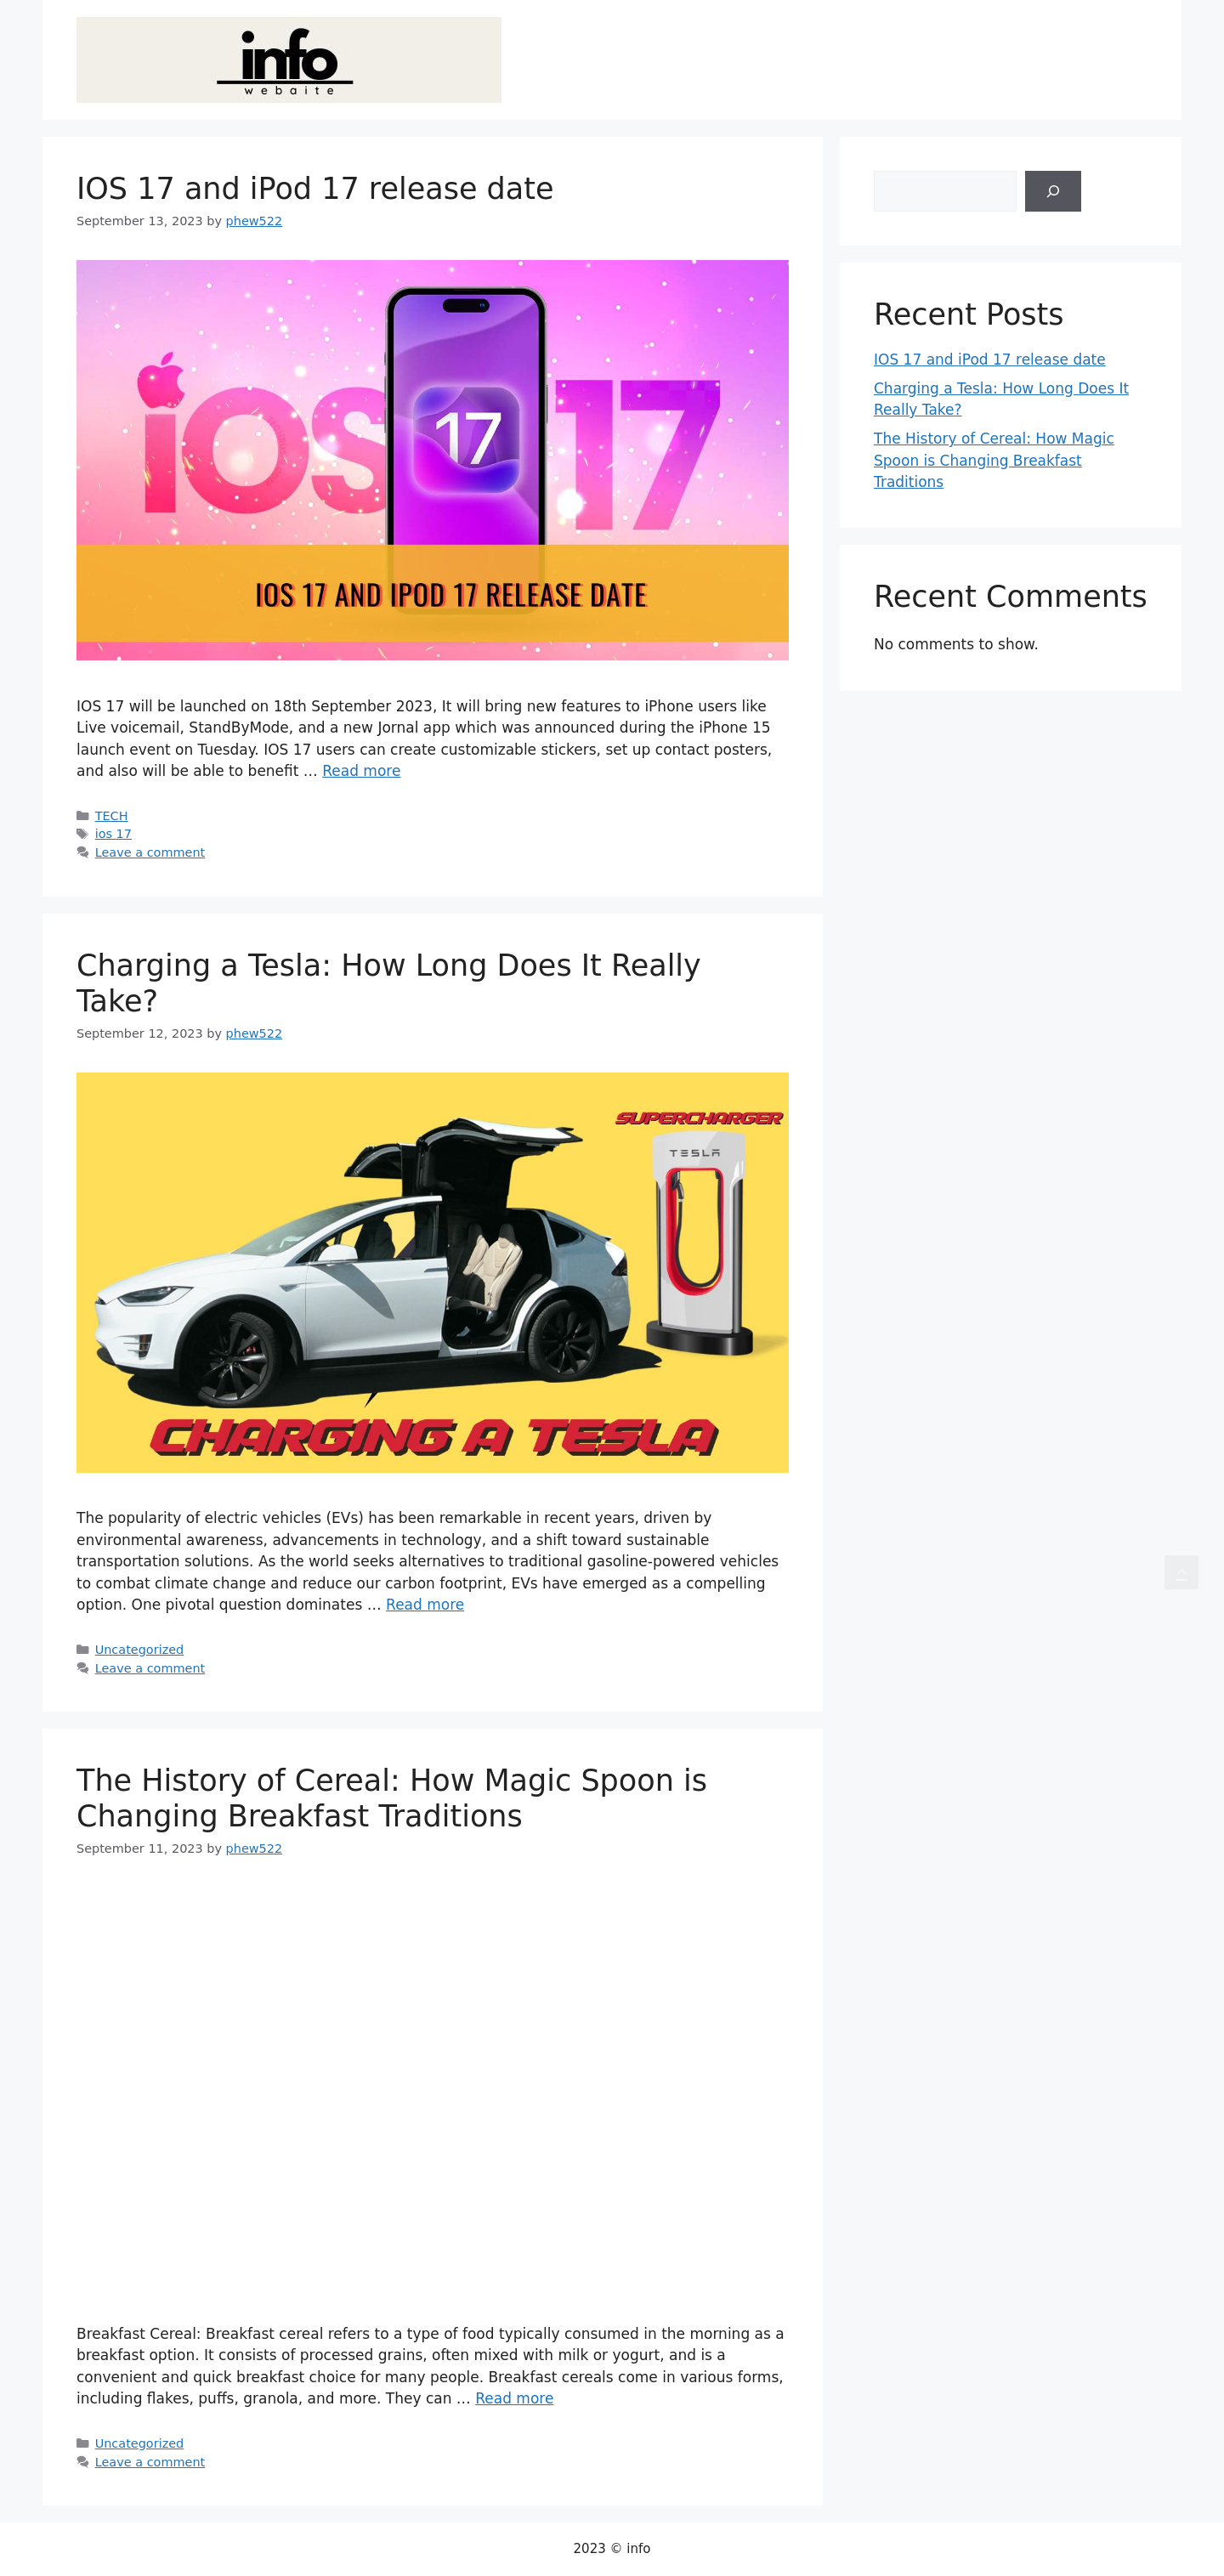 info
webaite
IOS 17 and iPod 17 release date
September 13, 2023 by phew522
iOS 17
17
IOS 17 AND IPOD 17 RELEASE DATE
IOS 17 will be launched on 18th September 2023, It will bring new features to iPhone users like
Live voicemail, StandByMode, and a new Jornal app which was announced during the iPhone 15
launch event on Tuesday. IOS 17 users can create customizable stickers, set up contact posters,
and also will be able to benefit … Read more
TECH
ios 17
Leave a comment
Charging a Tesla: How Long Does It Really
Take?
September 12, 2023 by phew522
SUPERCHARGER
TESLA
CHARGING A TESLA
The popularity of electric vehicles (EVs) has been remarkable in recent years, driven by
environmental awareness, advancements in technology, and a shift toward sustainable
transportation solutions. As the world seeks alternatives to traditional gasoline-powered vehicles
to combat climate change and reduce our carbon footprint, EVs have emerged as a compelling
option. One pivotal question dominates … Read more
Uncategorized
Leave a comment
The History of Cereal: How Magic Spoon is
Changing Breakfast Traditions
September 11, 2023 by phew522
Breakfast Cereal: Breakfast cereal refers to a type of food typically consumed in the morning as a
breakfast option. It consists of processed grains, often mixed with milk or yogurt, and is a
convenient and quick breakfast choice for many people. Breakfast cereals come in various forms,
including flakes, puffs, granola, and more. They can … Read more
Uncategorized
Leave a comment
Recent Posts
IOS 17 and iPod 17 release date
Charging a Tesla: How Long Does It
Really Take?
The History of Cereal: How Magic
Spoon is Changing Breakfast
Traditions
Recent Comments
No comments to show.
2023 © info